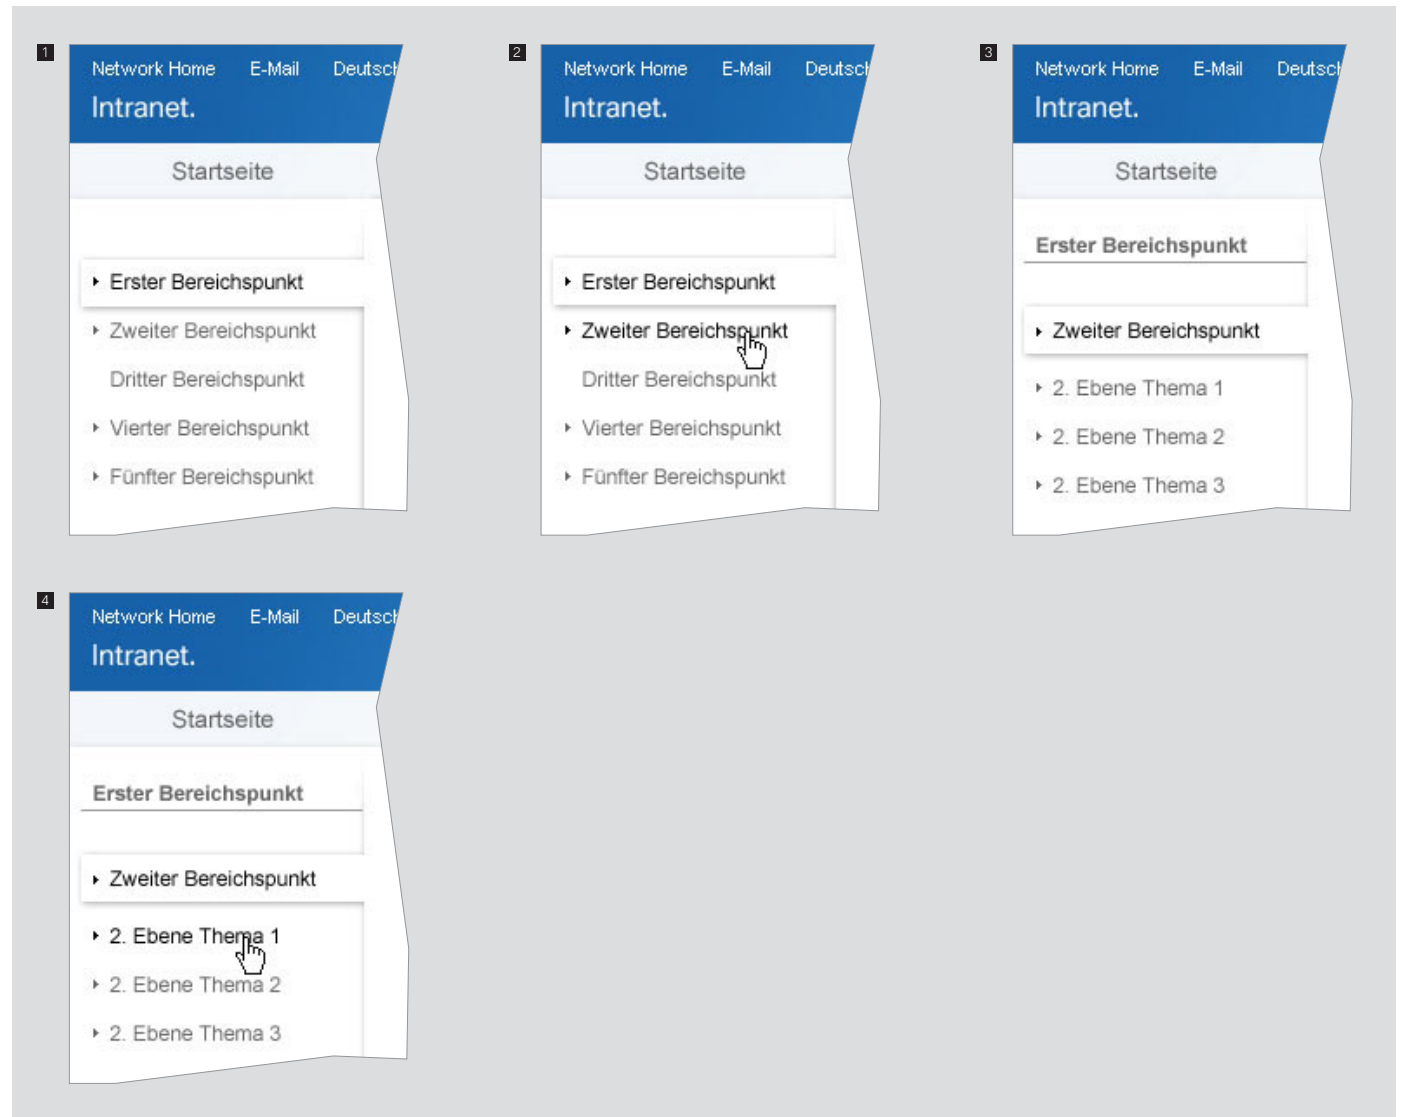 1
Network Home E-Mail Deutsch
Intranet.
Startseite
Erster Bereichspunkt
Zweiter Bereichspunkt
Dritter Bereichspunkt
Vierter Bereichspunkt
Fünfter Bereichspunkt
2
Network Home E-Mail Deutsch
Intranet.
Startseite
Erster Bereichspunkt
Zweiter Bereichspunkt
Dritter Bereichspunkt
Vierter Bereichspunkt
Fünfter Bereichspunkt
3
Network Home E-Mail Deutsch
Intranet.
Startseite
Erster Bereichspunkt
Zweiter Bereichspunkt
2. Ebene Thema 1
2. Ebene Thema 2
2. Ebene Thema 3
4
Network Home E-Mail Deutsch
Intranet.
Startseite
Erster Bereichspunkt
Zweiter Bereichspunkt
2. Ebene Thema 1
2. Ebene Thema 2
2. Ebene Thema 3